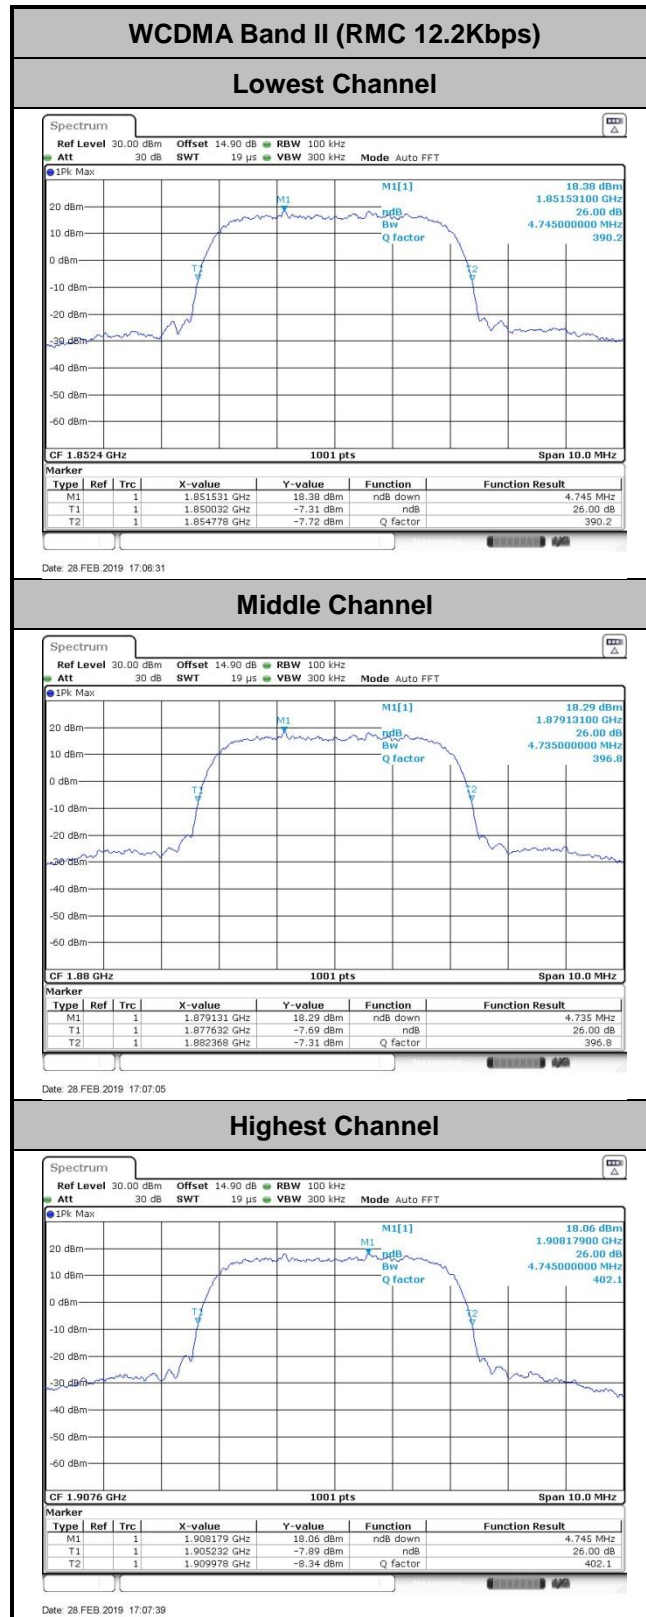 WCDMA Band II (RMC 12.2Kbps)
Lowest Channel
Spectrum
Ref Level 30.00 dBm Offset 14.90 dB RBW 100 kHz
Att 30 dB SWT 19 µs VBW 300 kHz Mode Auto FFT
1Pk Max
M1[1] 18.38 dBm
1.85153100 GHz
M1
20 dBm
ndB 26.00 dB
Bw 4.745000000 MHz
10 dBm
Q factor 390.2
0 dBm
T1
T2
-10 dBm
-20 dBm
-30 dBm
-40 dBm
-50 dBm
-60 dBm
CF 1.8524 GHz 1001 pts Span 10.0 MHz
Marker
Type Ref Trc X-value Y-value Function Function Result
M1 1 1.851531 GHz 18.38 dBm ndB down 4.745 MHz
T1 1 1.850032 GHz -7.31 dBm ndB 26.00 dB
T2 1 1.854778 GHz -7.72 dBm Q factor 390.2
Date: 28.FEB.2019 17:06:31
Middle Channel
Spectrum
Ref Level 30.00 dBm Offset 14.90 dB RBW 100 kHz
Att 30 dB SWT 19 µs VBW 300 kHz Mode Auto FFT
1Pk Max
M1[1] 18.29 dBm
1.87913100 GHz
M1
20 dBm
ndB 26.00 dB
Bw 4.735000000 MHz
10 dBm
Q factor 396.8
0 dBm
T1
T2
-10 dBm
-20 dBm
-30 dBm
-40 dBm
-50 dBm
-60 dBm
CF 1.88 GHz 1001 pts Span 10.0 MHz
Marker
Type Ref Trc X-value Y-value Function Function Result
M1 1 1.879131 GHz 18.29 dBm ndB down 4.735 MHz
T1 1 1.877632 GHz -7.69 dBm ndB 26.00 dB
T2 1 1.882368 GHz -7.31 dBm Q factor 396.8
Date: 28.FEB.2019 17:07:05
Highest Channel
Spectrum
Ref Level 30.00 dBm Offset 14.90 dB RBW 100 kHz
Att 30 dB SWT 19 µs VBW 300 kHz Mode Auto FFT
1Pk Max
M1[1] 18.06 dBm
1.90817900 GHz
M1
20 dBm
ndB 26.00 dB
Bw 4.745000000 MHz
10 dBm
Q factor 402.1
0 dBm
T1
T2
-10 dBm
-20 dBm
-30 dBm
-40 dBm
-50 dBm
-60 dBm
CF 1.9076 GHz 1001 pts Span 10.0 MHz
Marker
Type Ref Trc X-value Y-value Function Function Result
M1 1 1.908179 GHz 18.06 dBm ndB down 4.745 MHz
T1 1 1.905232 GHz -7.89 dBm ndB 26.00 dB
T2 1 1.909978 GHz -8.34 dBm Q factor 402.1
Date: 28.FEB.2019 17:07:39